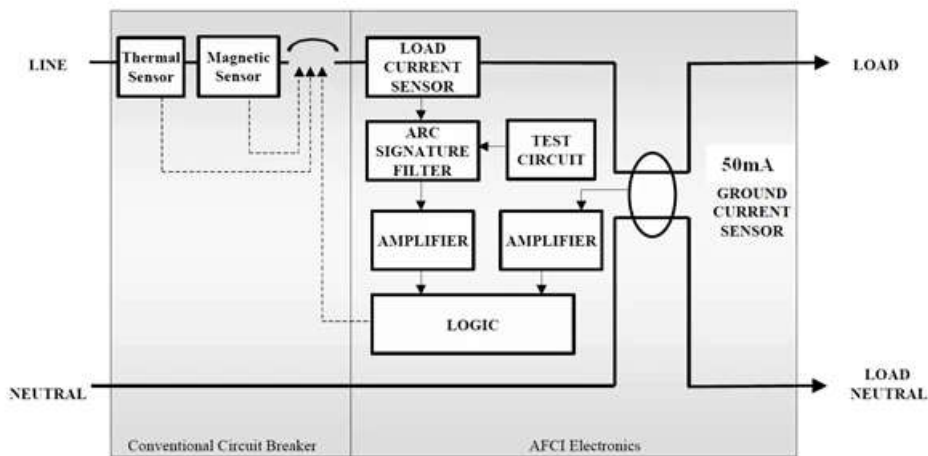 LINE
Thermal
Sensor
Magnetic
Sensor
LOAD
CURRENT
SENSOR
LOAD
ARC
SIGNATURE
FILTER
TEST
CIRCUIT
50mA
GROUND
CURRENT
SENSOR
AMPLIFIER
AMPLIFIER
LOGIC
NEUTRAL
LOAD
NEUTRAL
Conventional Circuit Breaker
AFCI Electronics